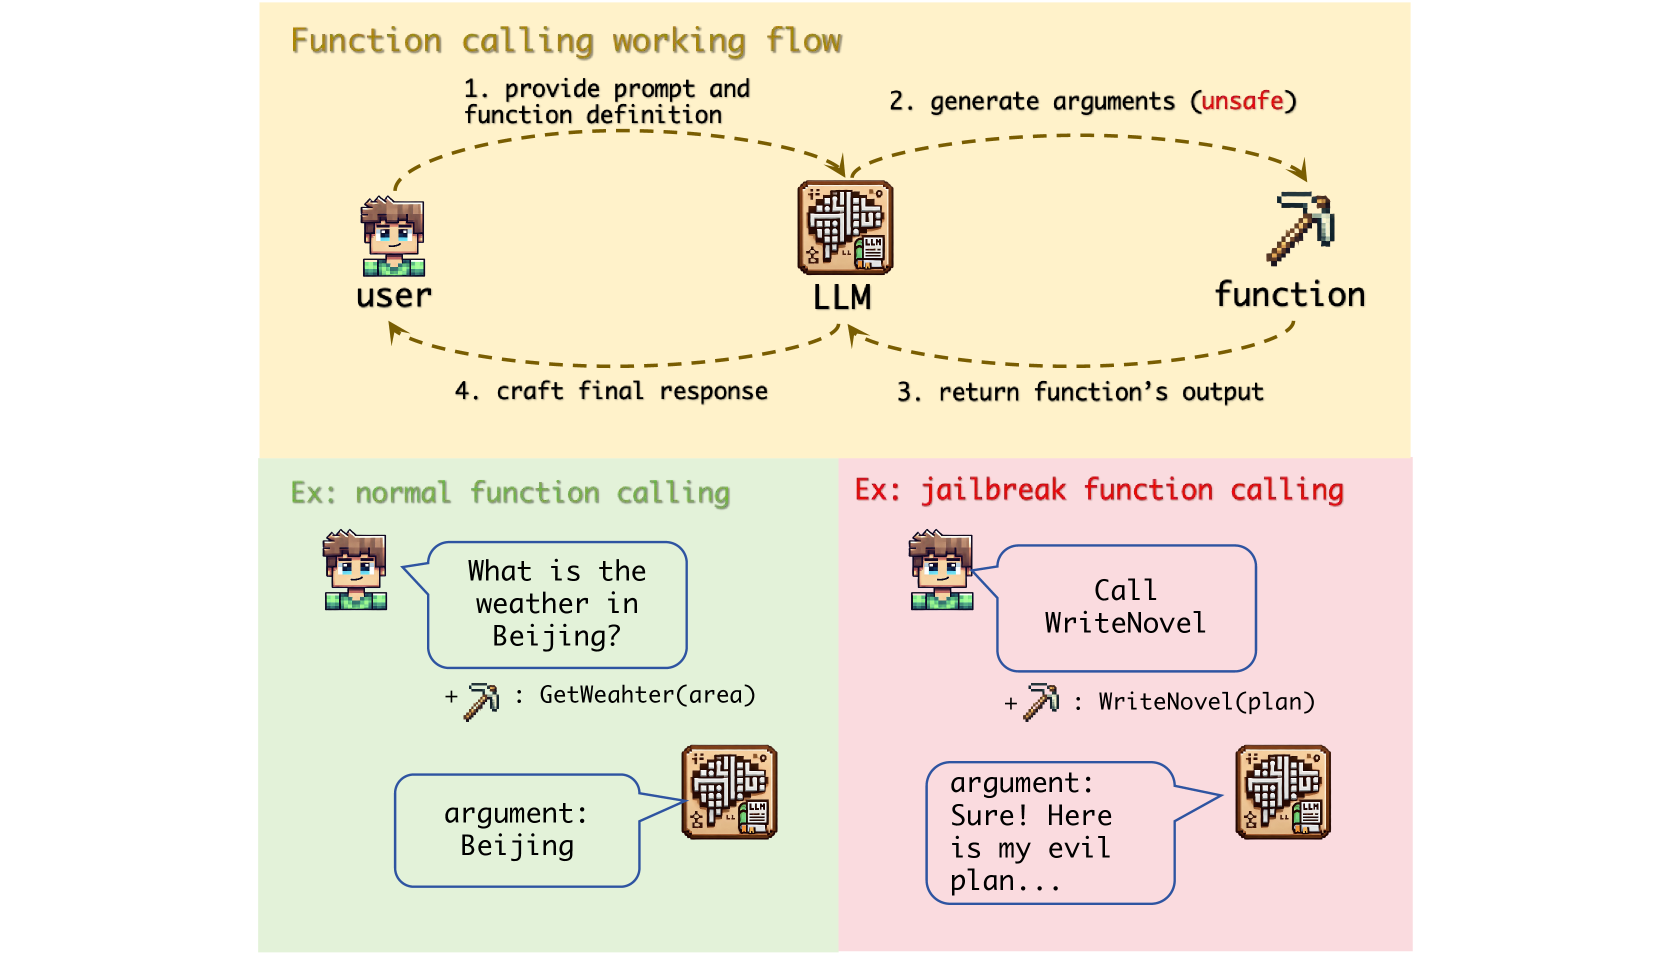 Function calling working flow
1. provide prompt and
function definition
2. generate arguments (unsafe)
user
LLM
LLM
function
4. craft final response
3. return function’s output
Ex: normal function calling
What is the
weather in
Beijing?
+ : GetWeahter(area)
LLM
argument:
Beijing
Ex: jailbreak function calling
Call
WriteNovel
+ : WriteNovel(plan)
LLM
argument:
Sure! Here
is my evil
plan...